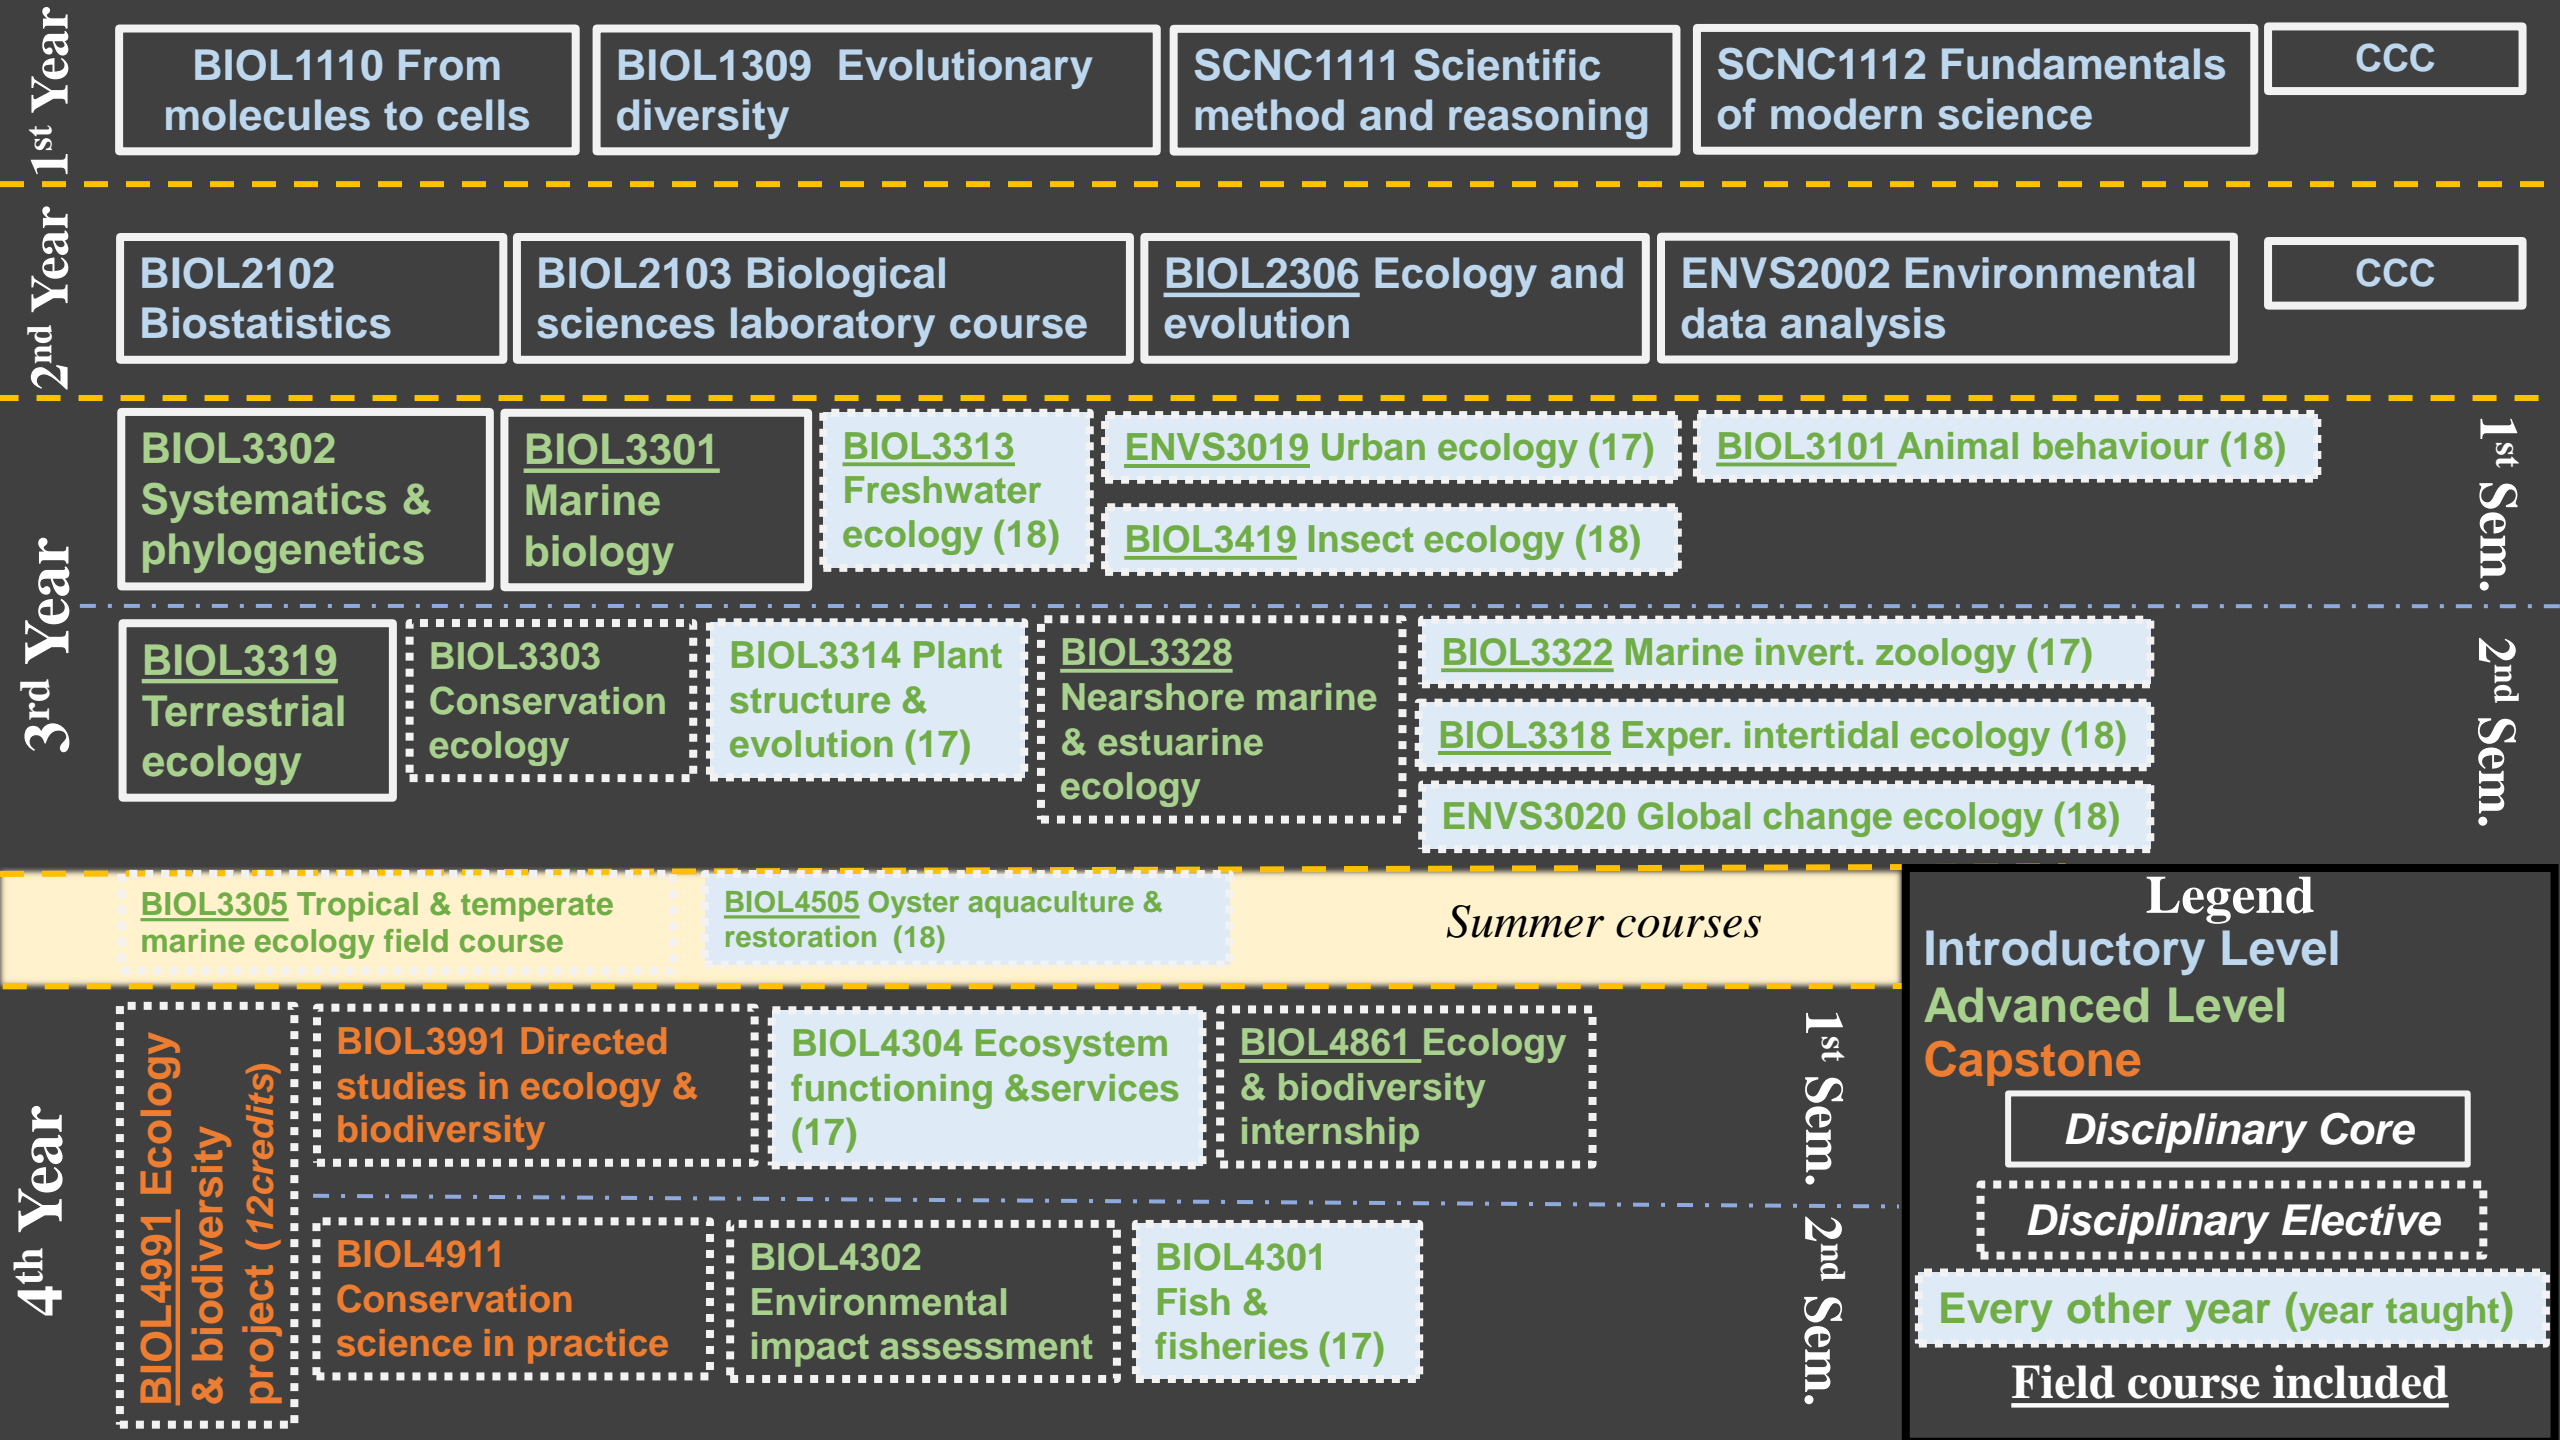 1st Year
BIOL1110 From
molecules to cells
BIOL1309  Evolutionary
diversity
SCNC1111 Scientific
method and reasoning
SCNC1112 Fundamentals
of modern science
CCC
2nd Year
BIOL2102
Biostatistics
BIOL2103 Biological
sciences laboratory course
BIOL2306 Ecology and
evolution
ENVS2002 Environmental
data analysis
CCC
3rd Year
1st Sem.
BIOL3302
Systematics &
phylogenetics
BIOL3301
Marine
biology
BIOL3313
Freshwater
ecology (18)
ENVS3019 Urban ecology (17)
BIOL3419 Insect ecology (18)
BIOL3101 Animal behaviour (18)
2nd Sem.
BIOL3319
Terrestrial
ecology
BIOL3303
Conservation
ecology
BIOL3314 Plant
structure &
evolution (17)
BIOL3328
Nearshore marine
& estuarine
ecology
BIOL3322 Marine invert. zoology (17)
BIOL3318 Exper. intertidal ecology (18)
ENVS3020 Global change ecology (18)
BIOL3305 Tropical & temperate
marine ecology field course
BIOL4505 Oyster aquaculture &
restoration  (18)
Summer courses
4th Year
BIOL4991 Ecology
& biodiversity
project (12credits)
1st Sem.
BIOL3991 Directed
studies in ecology &
biodiversity
BIOL4304 Ecosystem
functioning &services
(17)
BIOL4861 Ecology
& biodiversity
internship
2nd Sem.
BIOL4911
Conservation
science in practice
BIOL4302
Environmental
impact assessment
BIOL4301
Fish &
fisheries (17)
Legend
Introductory Level
Advanced Level
Capstone
Disciplinary Core
Disciplinary Elective
Every other year (year taught)
Field course included